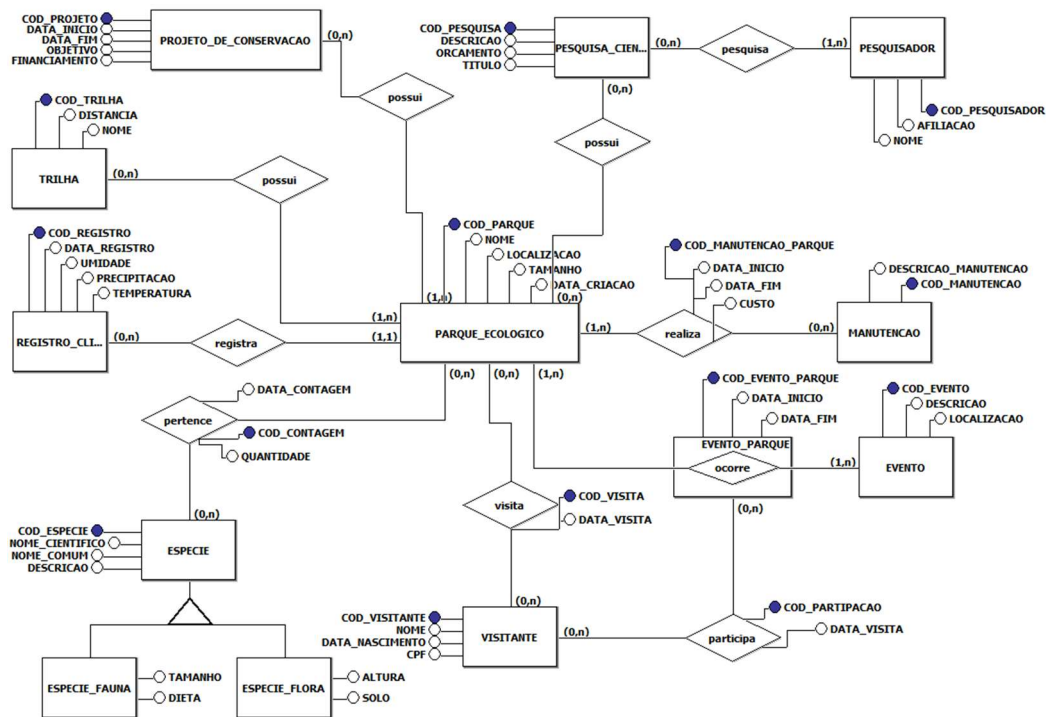 COD_PROJETO
DATA_INICIO
DATA_FIM
OBJETIVO
FINANCIAMENTO
PROJETO_DE_CONSERVACAO
(0,n)
possui
COD_PESQUISA
DESCRICAO
ORCAMENTO
TITULO
PESQUISA_CIEN...
(0,n)
pesquisa
(1,n)
PESQUISADOR
(0,n)
COD_PESQUISADOR
AFILIACAO
NOME
possui
COD_TRILHA
DISTANCIA
NOME
TRILHA
(0,n)
possui
COD_REGISTRO
DATA_REGISTRO
UMIDADE
PRECIPITACAO
TEMPERATURA
REGISTRO_CLI...
(0,n)
registra
(1,1)
(1,n)
(1,n)
COD_PARQUE
NOME
LOCALIZACAO
TAMANHO
DATA_CRIACAO
(0,n)
PARQUE_ECOLOGICO
(1,n)
COD_MANUTENCAO_PARQUE
DATA_INICIO
DATA_FIM
CUSTO
realiza
(0,n)
DESCRICAO_MANUTENCAO
COD_MANUTENCAO
MANUTENCAO
(0,n)
(0,n)
(1,n)
DATA_CONTAGEM
pertence
COD_CONTAGEM
QUANTIDADE
COD_EVENTO_PARQUE
DATA_INICIO
DATA_FIM
EVENTO_PARQUE
ocorre
(1,n)
COD_EVENTO
DESCRICAO
LOCALIZACAO
EVENTO
(0,n)
visita
COD_VISITA
DATA_VISITA
(0,n)
COD_ESPECIE
NOME_CIENTIFICO
NOME_COMUM
DESCRICAO
ESPECIE
(0,n)
COD_VISITANTE
NOME
DATA_NASCIMENTO
CPF
VISITANTE
(0,n)
participa
COD_PARTIPACAO
DATA_VISITA
ESPECIE_FAUNA
TAMANHO
DIETA
ESPECIE_FLORA
ALTURA
SOLO